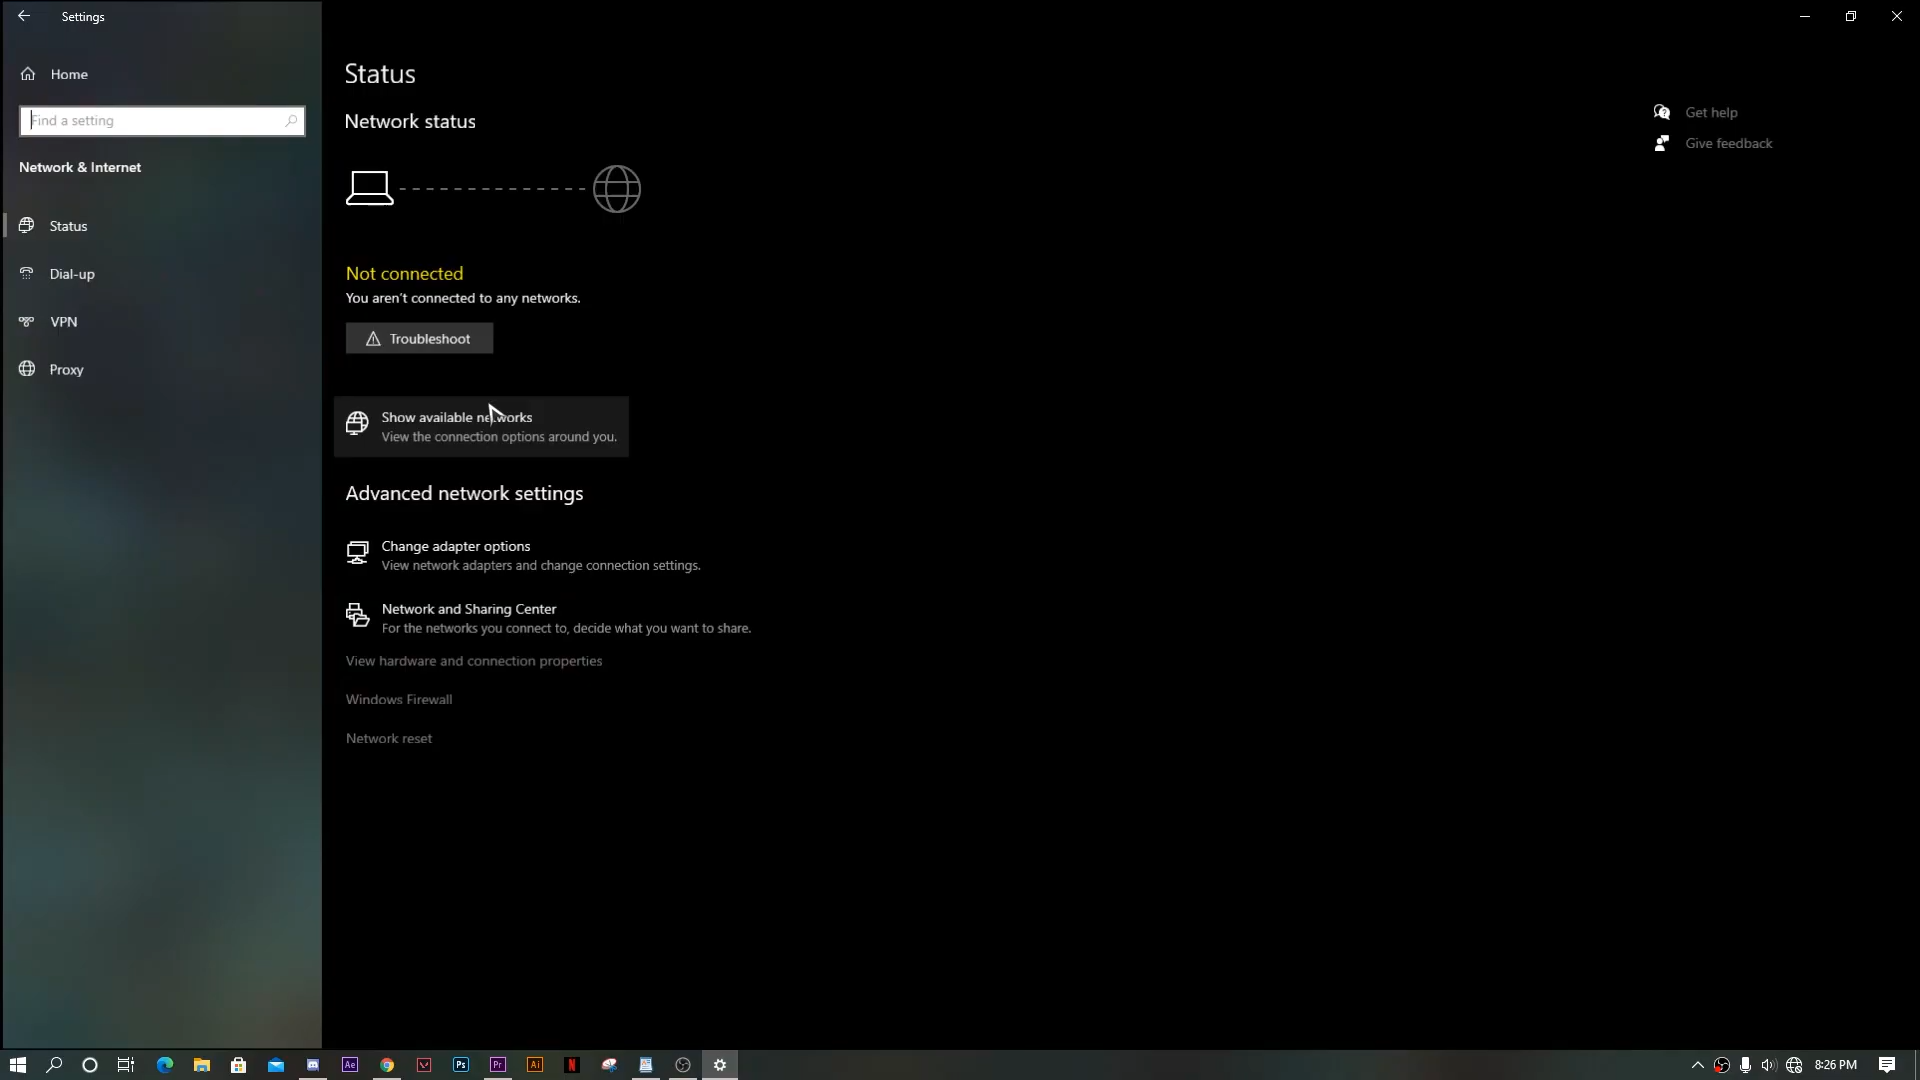 Settings
Home
Find a setting
Network & Internet
Status
Dial-up
VPN
Proxy
Status
Network status
Not connected
You aren't connected to any networks.
Troubleshoot
Show available networks
View the connection options around you.
Advanced network settings
Change adapter options
View network adapters and change connection settings.
Network and Sharing Center
For the networks you connect to, decide what you want to share.
View hardware and connection properties
Windows Firewall
Network reset
Get help
Give feedback
Ae
Ps
Pr
Ai
N
8:26 PM